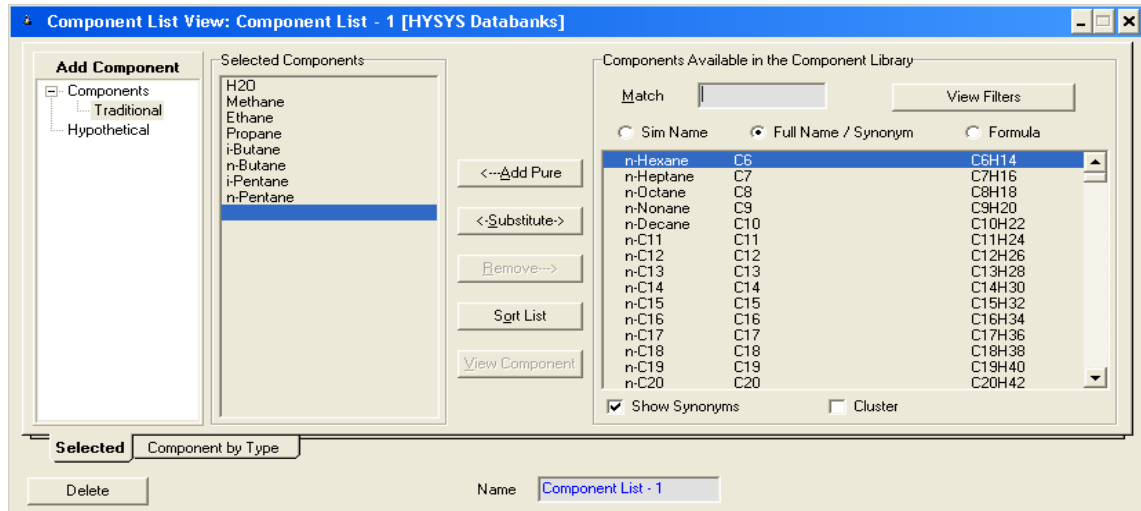 Component List View: Component List - 1 [HYSYS Databanks]
Add Component
Components
Traditional
Hypothetical
Selected Components
H2O
Methane
Ethane
Propane
i-Butane
n-Butane
i-Pentane
n-Pentane
<---Add Pure
<-Substitute->
Remove--->
Sort List
View Component
Components Available in the Component Library
Match
View Filters
Sim Name Full Name / Synonym Formula
n-Hexane C6 C6H14
n-Heptane C7 C7H16
n-Octane C8 C8H18
n-Nonane C9 C9H20
n-Decane C10 C10H22
n-C11 C11 C11H24
n-C12 C12 C12H26
n-C13 C13 C13H28
n-C14 C14 C14H30
n-C15 C15 C15H32
n-C16 C16 C16H34
n-C17 C17 C17H36
n-C18 C18 C18H38
n-C19 C19 C19H40
n-C20 C20 C20H42
Show Synonyms Cluster
Selected Component by Type
Delete Name Component List - 1